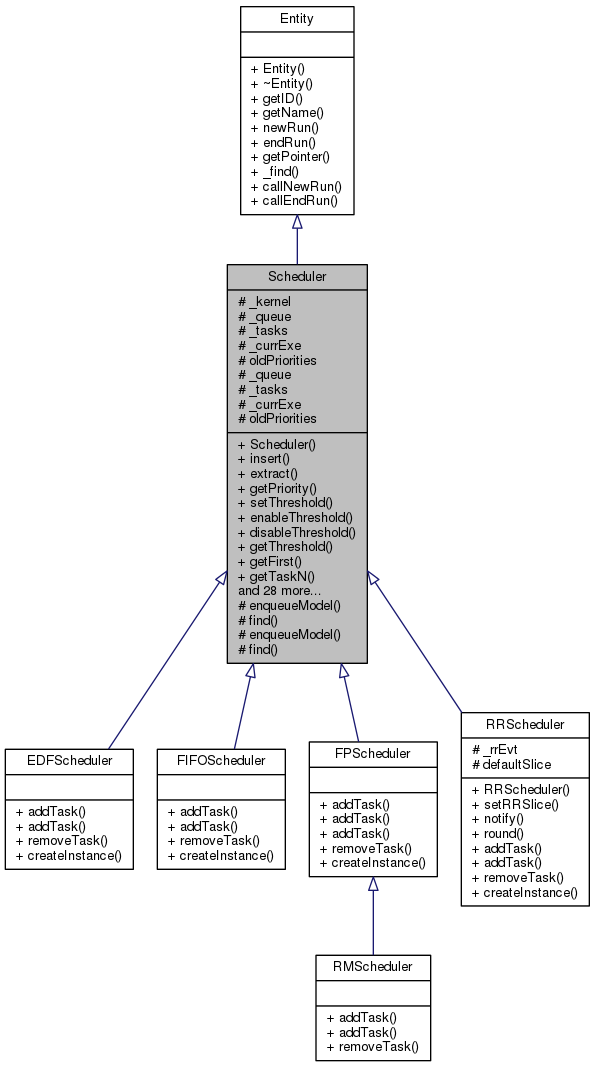 Entity
+ Entity()
+ ~Entity()
+ getID()
+ getName()
+ newRun()
+ endRun()
+ getPointer()
+ _find()
+ callNewRun()
+ callEndRun()
Scheduler
# _kernel
# _queue
# _tasks
# _currExe
# oldPriorities
# _queue
# _tasks
# _currExe
# oldPriorities
+ Scheduler()
+ insert()
+ extract()
+ getPriority()
+ setThreshold()
+ enableThreshold()
+ disableThreshold()
+ getThreshold()
+ getFirst()
+ getTaskN()
and 28 more...
# enqueueModel()
# find()
# enqueueModel()
# find()
EDFScheduler
+ addTask()
+ addTask()
+ removeTask()
+ createInstance()
FIFOScheduler
+ addTask()
+ addTask()
+ removeTask()
+ createInstance()
FPScheduler
+ addTask()
+ addTask()
+ addTask()
+ removeTask()
+ createInstance()
RRScheduler
# _rrEvt
# defaultSlice
+ RRScheduler()
+ setRRSlice()
+ notify()
+ round()
+ addTask()
+ addTask()
+ removeTask()
+ createInstance()
RMScheduler
+ addTask()
+ addTask()
+ removeTask()